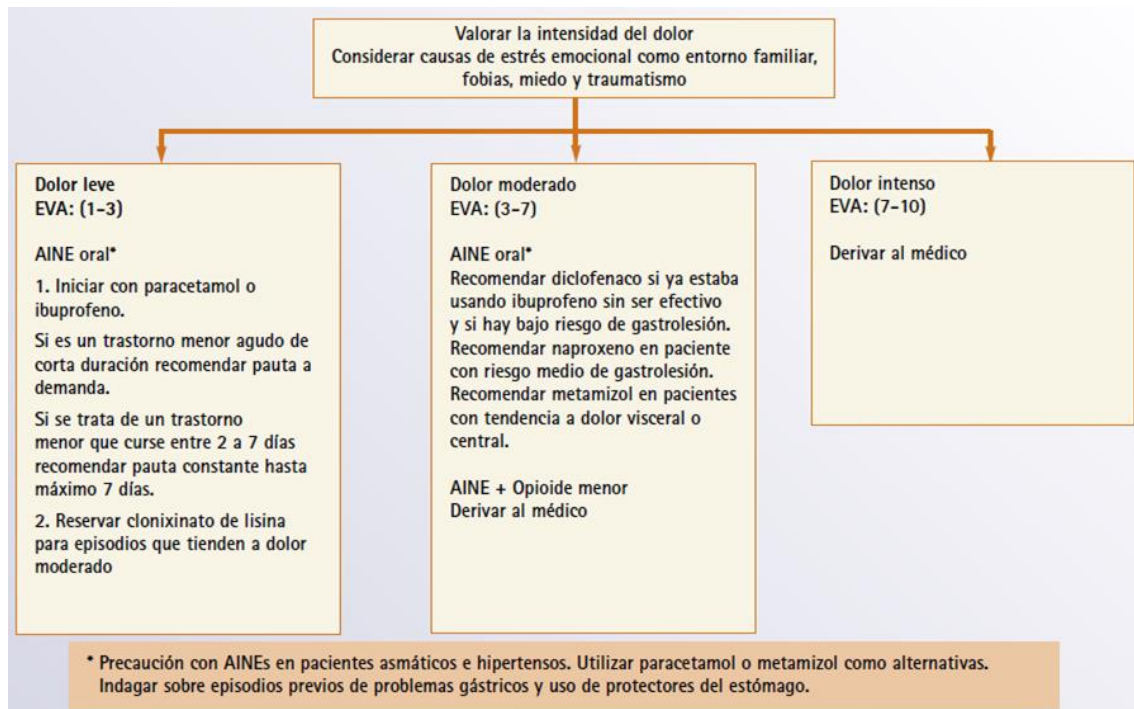 Valorar la intensidad del dolor
Considerar causas de estrés emocional como entorno familiar,
fobias, miedo y traumatismo
Dolor leve
EVA: (1-3)
AINE oral*
1. Iniciar con paracetamol o
ibuprofeno.
Si es un trastorno menor agudo de
corta duración recomendar pauta a
demanda.
Si se trata de un trastorno
menor que curse entre 2 a 7 días
recomendar pauta constante hasta
máximo 7 días.
2. Reservar clonixinato de lisina
para episodios que tienden a dolor
moderado
Dolor moderado
EVA: (3-7)
AINE oral*
Recomendar diclofenaco si ya estaba
usando ibuprofeno sin ser efectivo
y si hay bajo riesgo de gastrolesión.
Recomendar naproxeno en paciente
con riesgo medio de gastrolesión.
Recomendar metamizol en pacientes
con tendencia a dolor visceral o
central.
AINE + Opioide menor
Derivar al médico
Dolor intenso
EVA: (7-10)
Derivar al médico
* Precaución con AINEs en pacientes asmáticos e hipertensos. Utilizar paracetamol o metamizol como alternativas.
Indagar sobre episodios previos de problemas gástricos y uso de protectores del estómago.